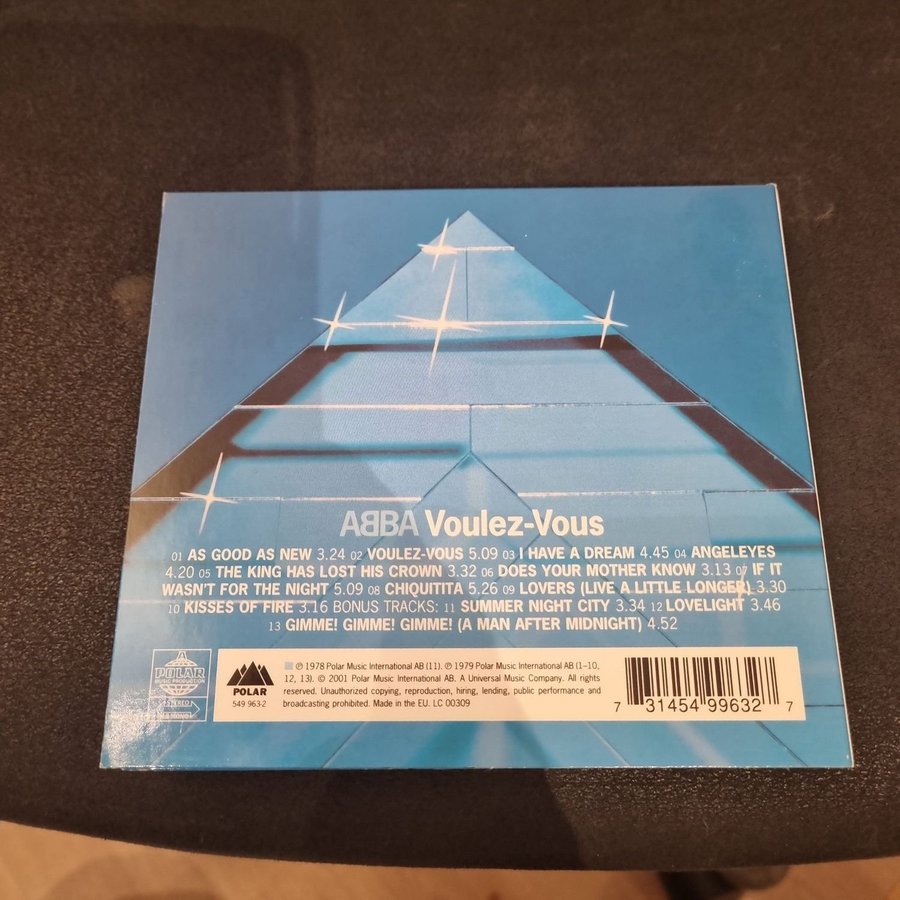 ABBA Voulez-Vous
01 AS GOOD AS NEW 3.24 02 VOULEZ-VOUS 5.09 03 I HAVE A DREAM 4.45 04 ANGELEYES
4.20 05 THE KING HAS LOST HIS CROWN 3.32 06 DOES YOUR MOTHER KNOW 3.13 07 IF IT
WASN'T FOR THE NIGHT 5.09 08 CHIQUITITA 5.26 09 LOVERS (LIVE A LITTLE LONGER) 3.30
10 KISSES OF FIRE 3.16 BONUS TRACKS: 11 SUMMER NIGHT CITY 3.34 12 LOVELIGHT 3.46
13 GIMME! GIMME! GIMME! (A MAN AFTER MIDNIGHT) 4.52
A
POLAR
MUSIC PRODUCTION
STEREO
MONO
POLAR
549 963-2
℗ 1978 Polar Music International AB (11). ℗ 1979 Polar Music International AB (1–10,
12, 13). © 2001 Polar Music International AB. A Universal Music Company. All rights
reserved. Unauthorized copying, reproduction, hiring, lending, public performance and
broadcasting prohibited. Made in the EU. LC 00309
7 31454 99632 7